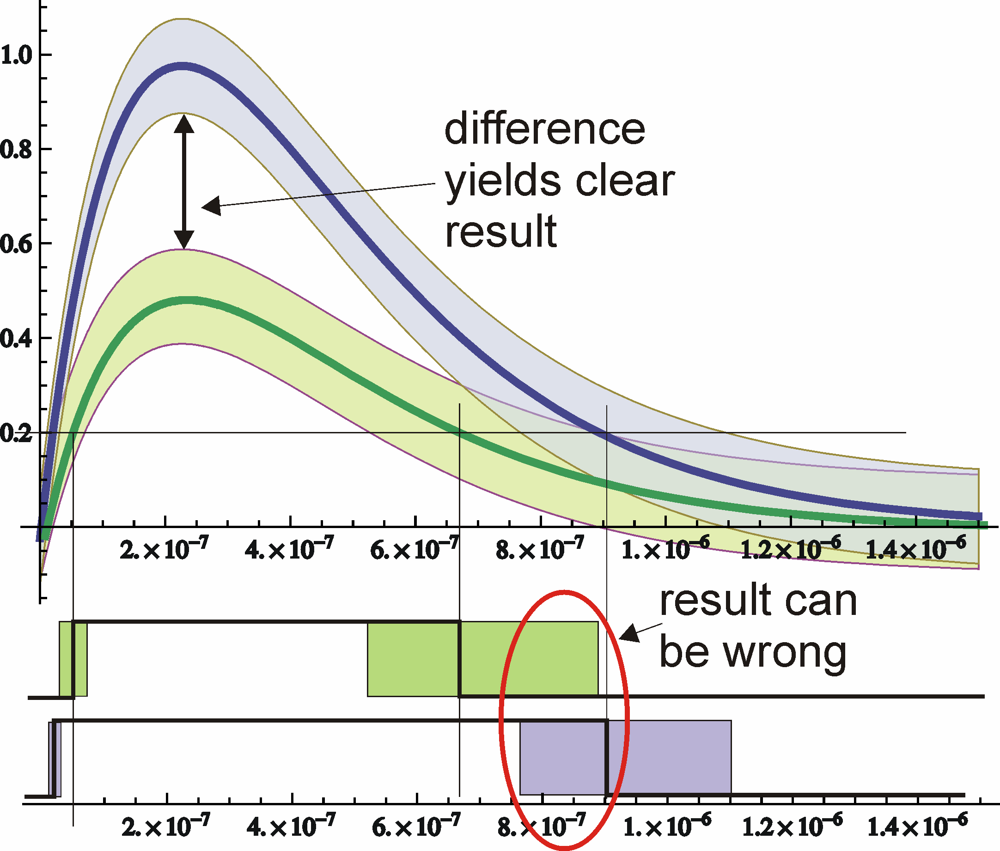 1.0
difference
0.8
yields clear
result
0.6
0.4
0.2
2.×10⁻⁷ 4.×10⁻⁷ 6.×10⁻⁷ 8.×10⁻⁷ 1.×10⁻⁶ 1.2×10⁻⁶ 1.4×10⁻⁶
result can
be wrong
2.×10⁻⁷ 4.×10⁻⁷ 6.×10⁻⁷ 8.×10⁻⁷ 1.×10⁻⁶ 1.2×10⁻⁶ 1.4×10⁻⁶